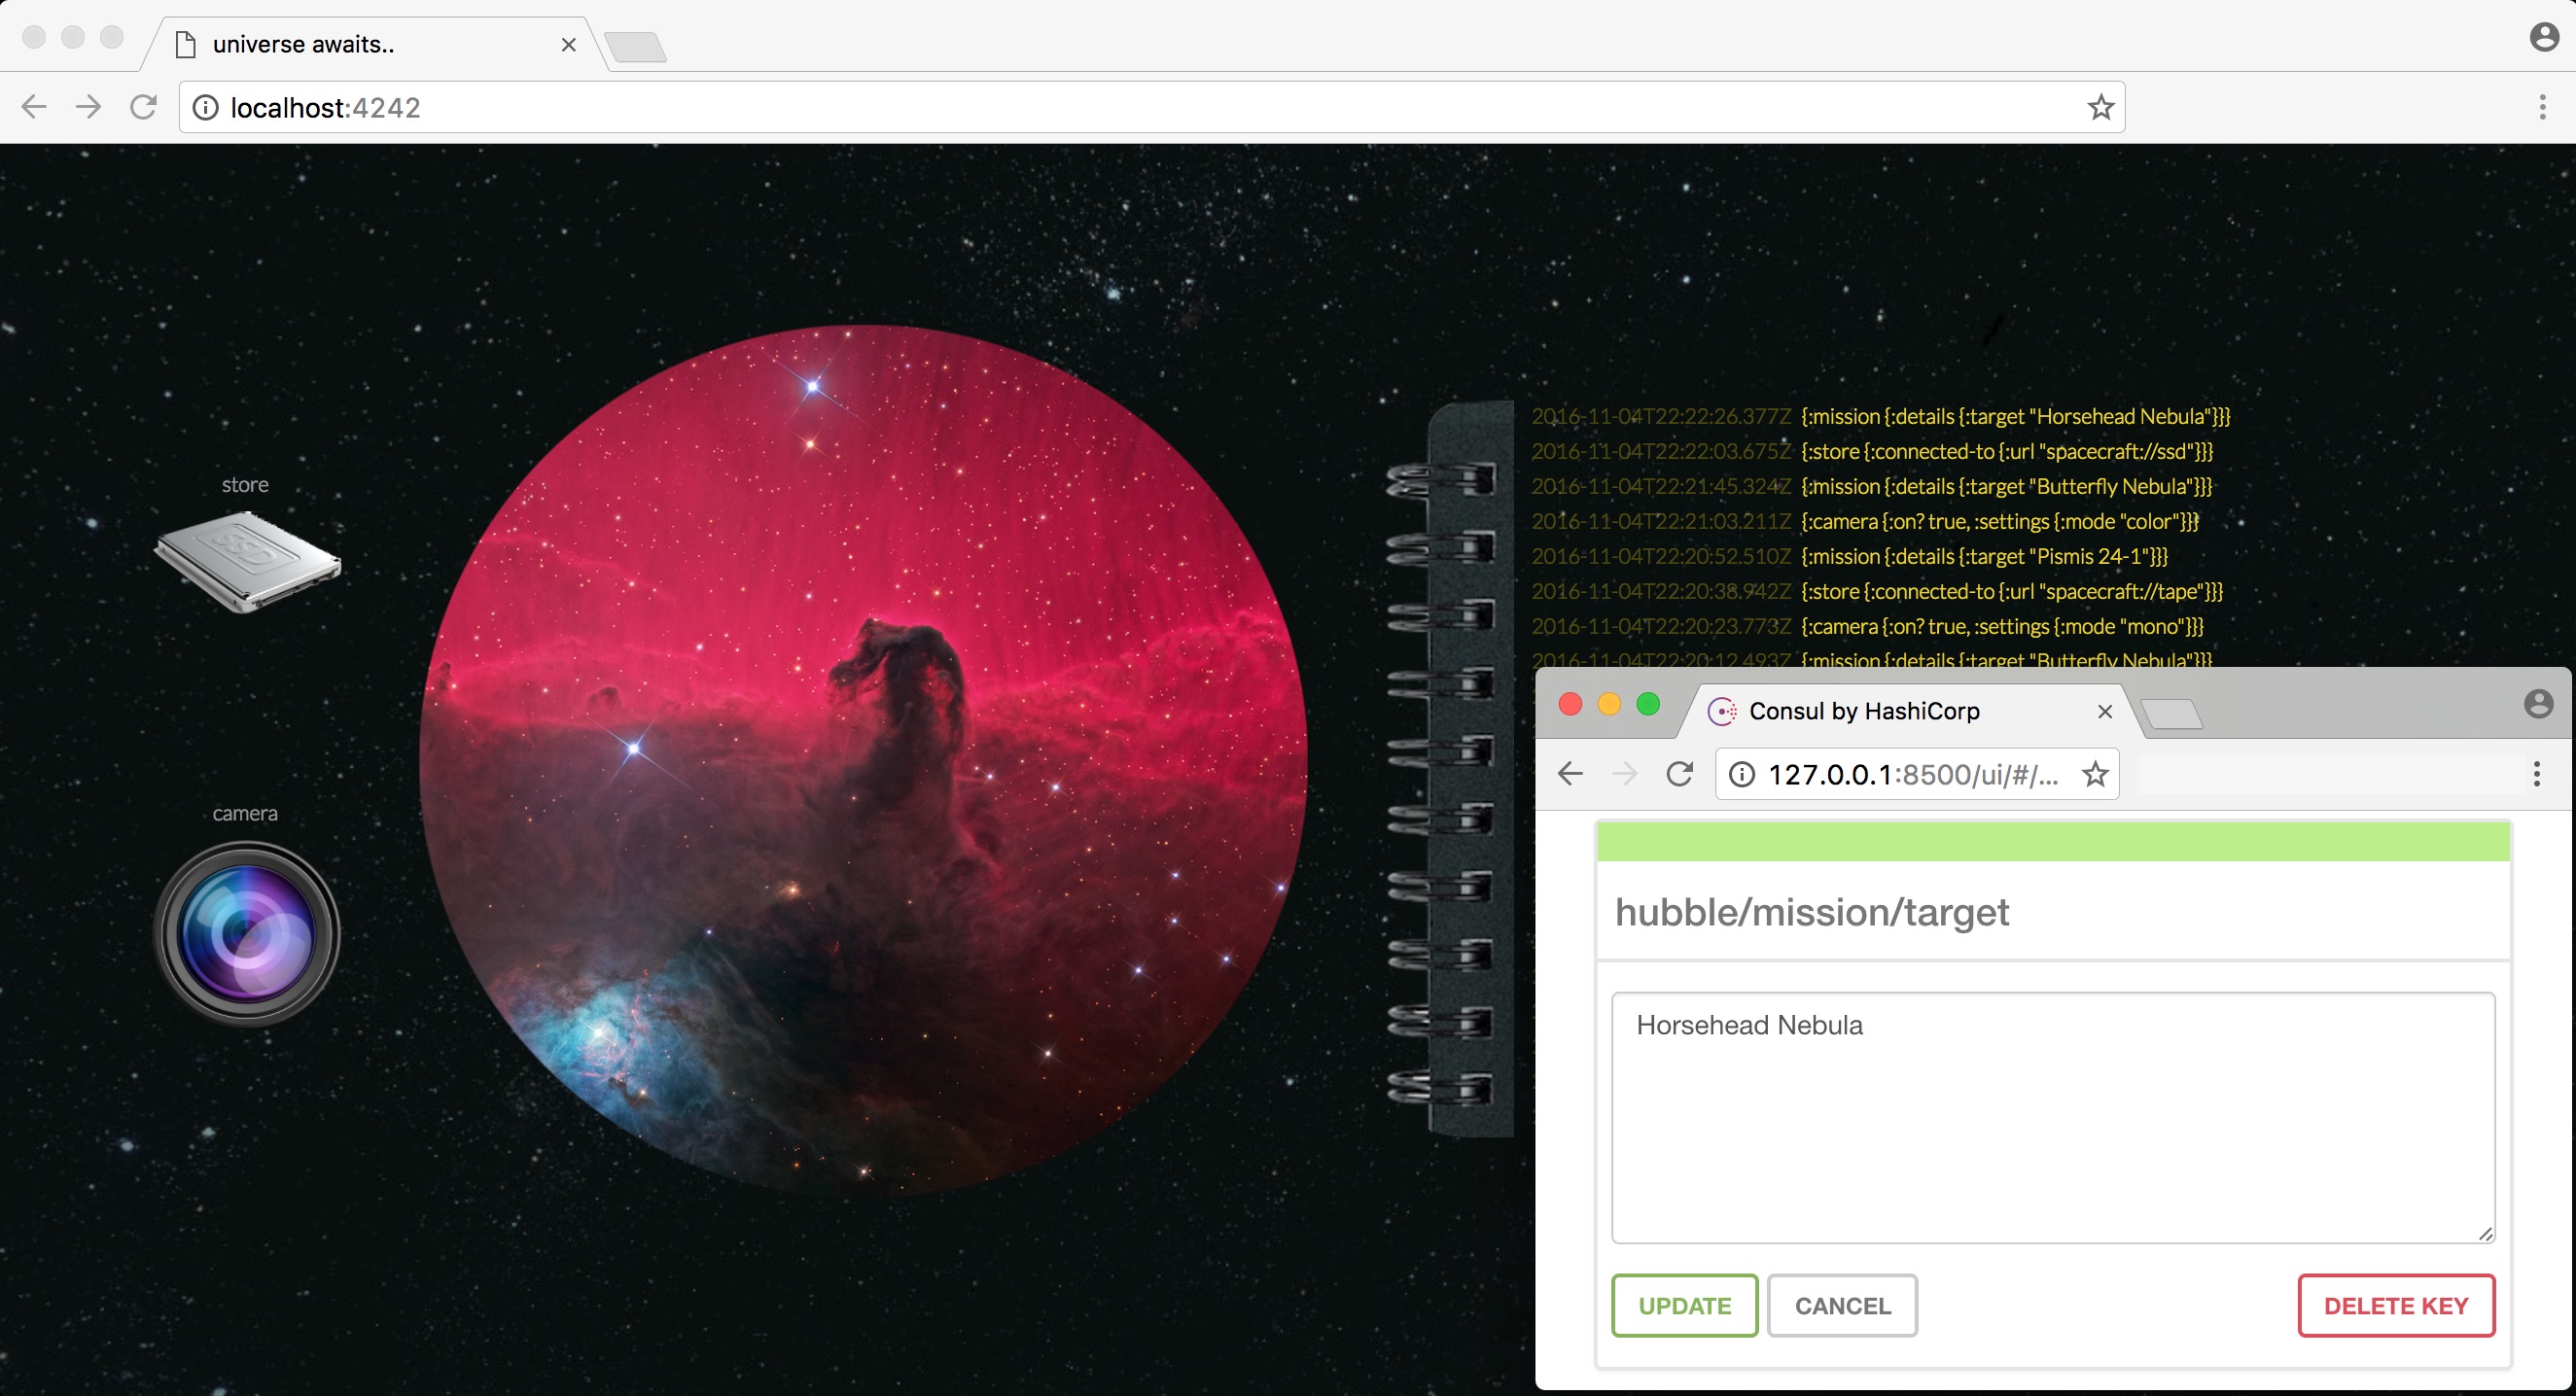 universe awaits..
localhost:4242
store
SSD
camera
2016-11-04T22:22:26.377Z {:mission {:details {:target "Horsehead Nebula"}}}
2016-11-04T22:22:03.675Z {:store {:connected-to {:url "spacecraft://ssd"}}}
2016-11-04T22:21:45.324Z {:mission {:details {:target "Butterfly Nebula"}}}
2016-11-04T22:21:03.211Z {:camera {:on? true, :settings {:mode "color"}}}
2016-11-04T22:20:52.510Z {:mission {:details {:target "Pismis 24-1"}}}
2016-11-04T22:20:38.942Z {:store {:connected-to {:url "spacecraft://tape"}}}
2016-11-04T22:20:23.773Z {:camera {:on? true, :settings {:mode "mono"}}}
2016-11-04T22:20:12.493Z {:mission {:details {:target "Butterfly Nebula"}}}
Consul by HashiCorp
127.0.0.1:8500/ui/#/...
hubble/mission/target
Horsehead Nebula
UPDATE
CANCEL
DELETE KEY